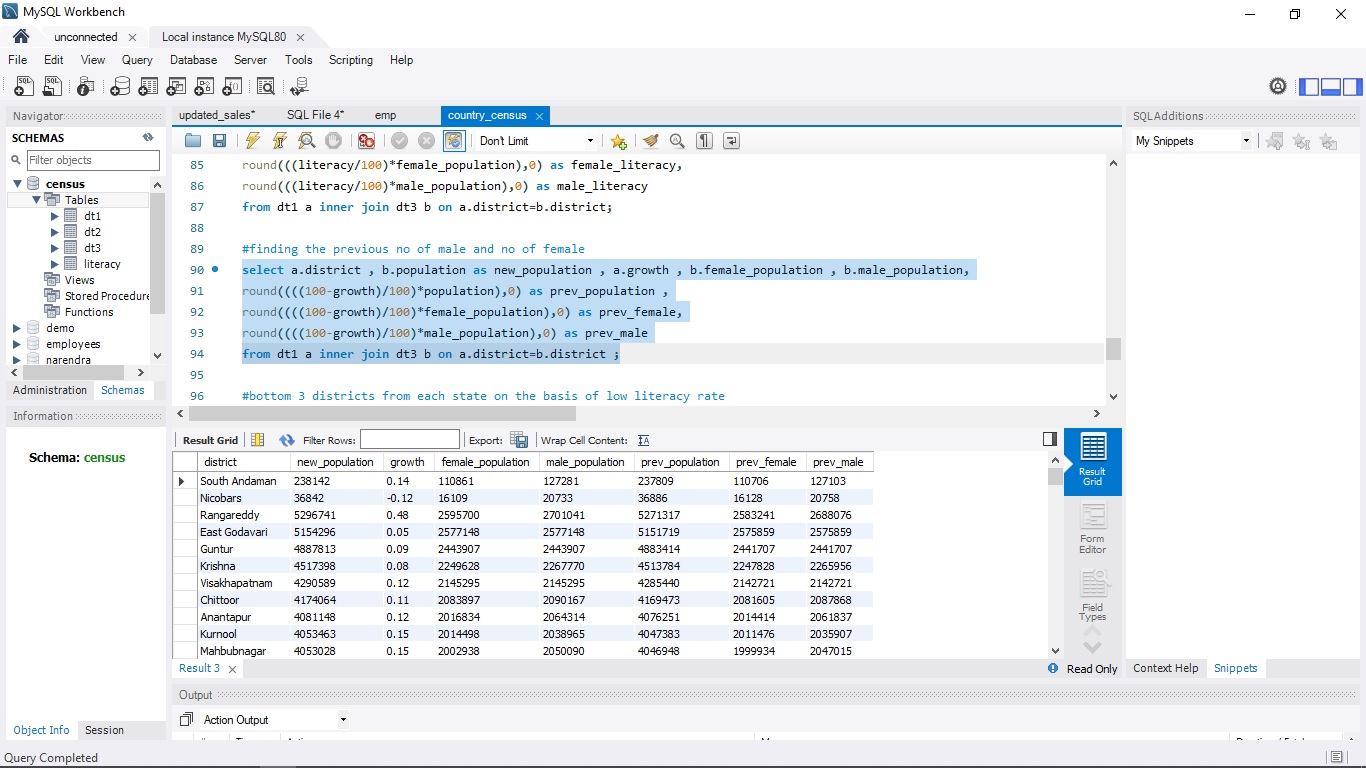 MySQL Workbench
unconnected
Local instance MySQL80
File Edit View Query Database Server Tools Scripting Help
Navigator
SCHEMAS
Filter objects
census
Tables
dt1
dt2
dt3
literacy
Views
Stored Procedure
Functions
demo
employees
narendra
Administration Schemas
Information
Schema: census
Object Info Session
updated_sales* SQL File 4* emp country_census
Don't Limit
85 round(((literacy/100)*female_population),0) as female_literacy,
86 round(((literacy/100)*male_population),0) as male_literacy
87 from dt1 a inner join dt3 b on a.district=b.district;
88
89 #finding the previous no of male and no of female
90 select a.district , b.population as new_population , a.growth , b.female_population , b.male_population,
91 round((((100-growth)/100)*population),0) as prev_population ,
92 round((((100-growth)/100)*female_population),0) as prev_female,
93 round((((100-growth)/100)*male_population),0) as prev_male
94 from dt1 a inner join dt3 b on a.district=b.district ;
95
96 #bottom 3 districts from each state on the basis of low literacy rate
Result Grid Filter Rows: Export: Wrap Cell Content:
district new_population growth female_population male_population prev_population prev_female prev_male
South Andaman 238142 0.14 110861 127281 237809 110706 127103
Nicobars 36842 -0.12 16109 20733 36886 16128 20758
Rangareddy 5296741 0.48 2595700 2701041 5271317 2583241 2688076
East Godavari 5154296 0.05 2577148 2577148 5151719 2575859 2575859
Guntur 4887813 0.09 2443907 2443907 4883414 2441707 2441707
Krishna 4517398 0.08 2249628 2267770 4513784 2247828 2265956
Visakhapatnam 4290589 0.12 2145295 2145295 4285440 2142721 2142721
Chittoor 4174064 0.11 2083897 2090167 4169473 2081605 2087868
Anantapur 4081148 0.12 2016834 2064314 4076251 2014414 2061837
Kurnool 4053463 0.15 2014498 2038965 4047383 2011476 2035907
Mahbubnagar 4053028 0.15 2002938 2050090 4046948 1999934 2047015
Result Grid
Form Editor
Field Types
Result 3
Read Only
Output
Action Output
SQLAdditions
My Snippets
Context Help Snippets
Query Completed